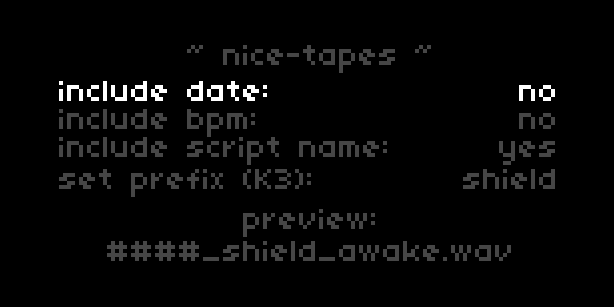 ~ nice-tapes ~
include date: no
include bpm: no
include script name: yes
set prefix (K3): shield
preview:
####_shield_awake.wav